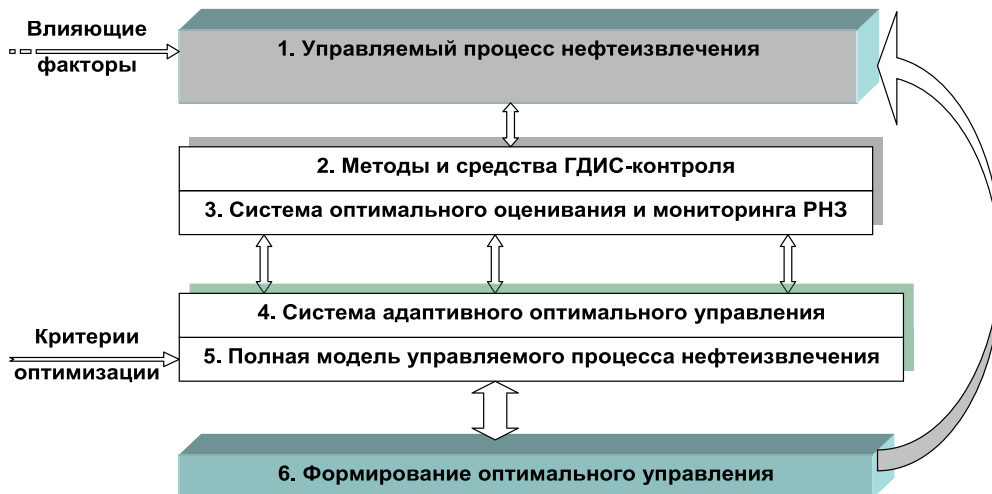 Влияющие
факторы
1. Управляемый процесс нефтеизвлечения
2. Методы и средства ГДИС-контроля
3. Система оптимального оценивания и мониторинга РНЗ
4. Система адаптивного оптимального управления
Критерии
оптимизации
5. Полная модель управляемого процесса нефтеизвлечения
6. Формирование оптимального управления